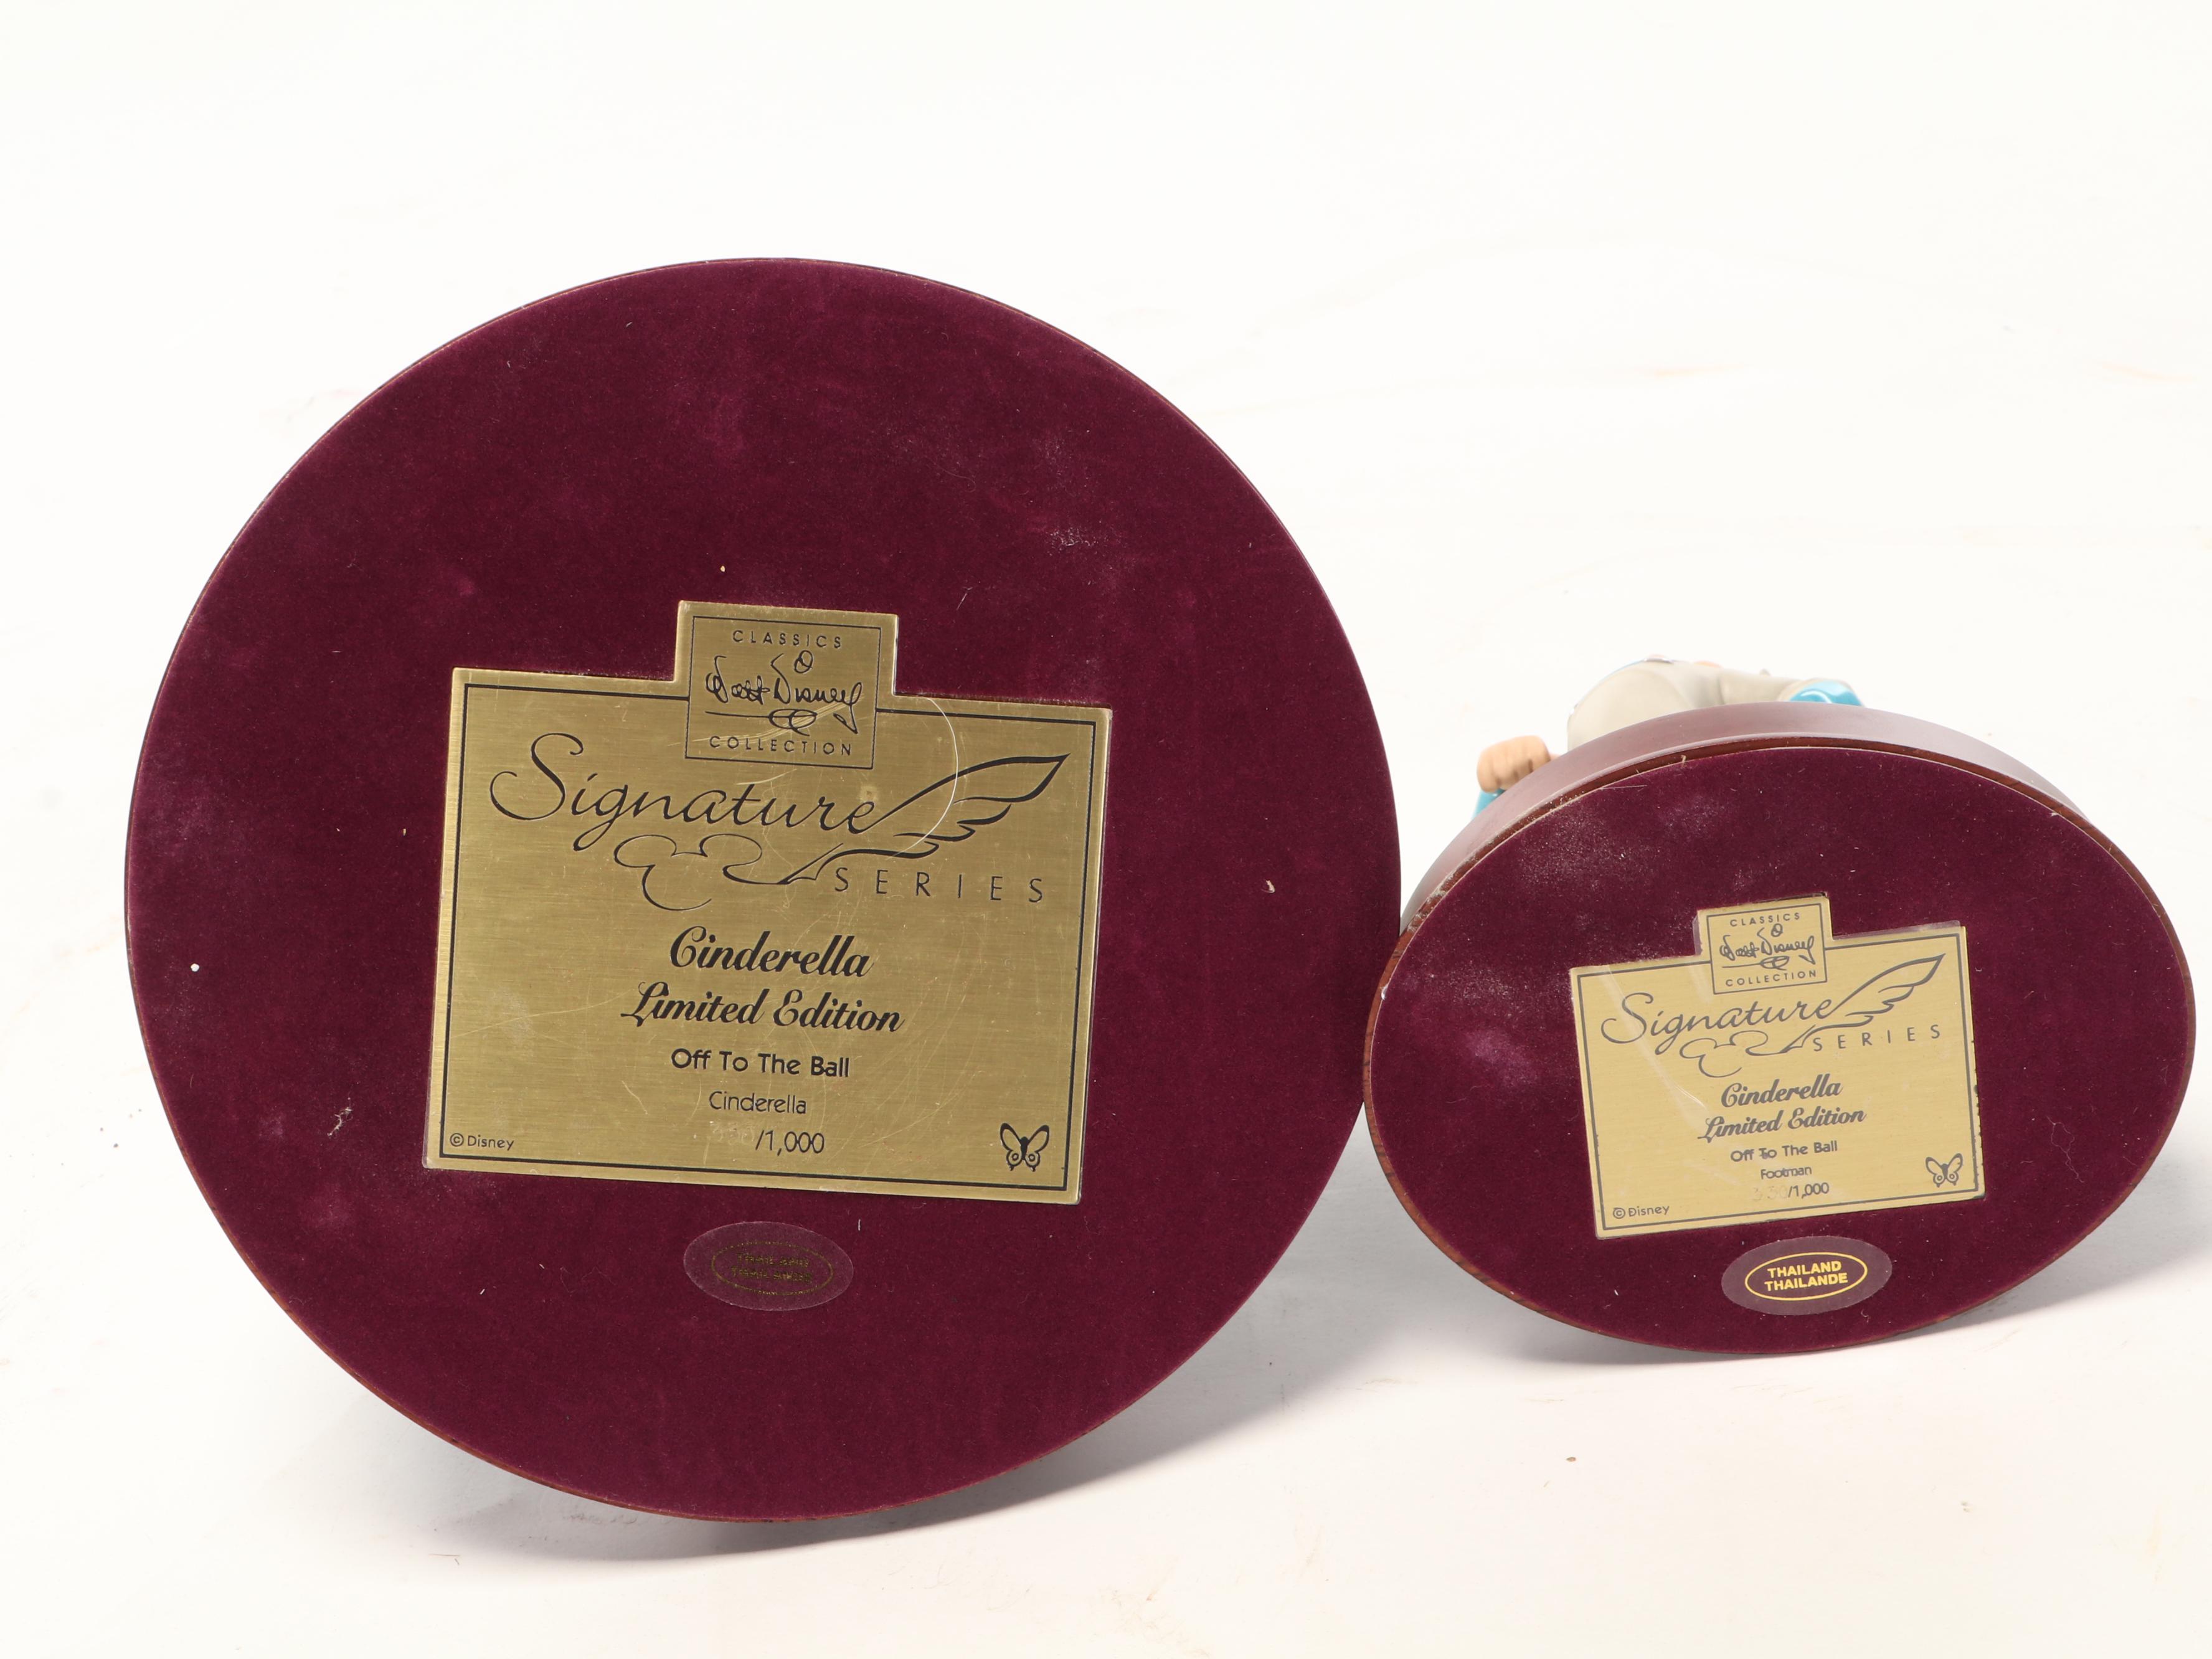 CLASSICS
Walt Disney
COLLECTION
Signature
SERIES
Cinderella
Limited Edition
Off To The Ball
Cinderella
/1,000
© Disney
CLASSICS
Walt Disney
COLLECTION
Signature
SERIES
Cinderella
Limited Edition
Off To The Ball
Footman
/1,000
© Disney
THAILAND
THAILANDE